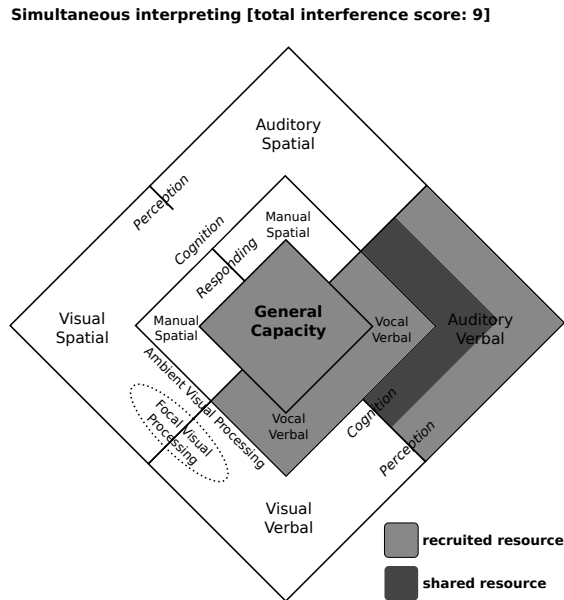 Simultaneous interpreting [total interference score: 9]
Auditory
Spatial
Perception
Cognition
Manual
Spatial
Responding
General
Capacity
Visual
Spatial
Manual
Spatial
Vocal
Verbal
Auditory
Verbal
Ambient Visual Processing
Focal Visual
Processing
Vocal
Verbal
Cognition
Perception
Visual
Verbal
recruited resource
shared resource